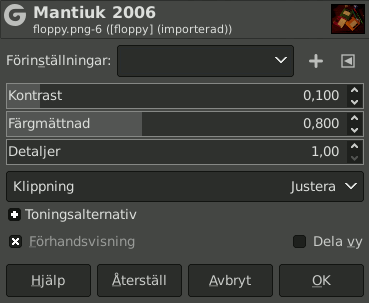 Mantiuk 2006
floppy.png-6 ([floppy] (importerad))
Förinställningar:
Kontrast 0,100
Färgmättnad 0,800
Detaljer 1,00
Klippning Justera
Toningsalternativ
Förhandsvisning Dela vy
Hjälp Återställ Avbryt OK